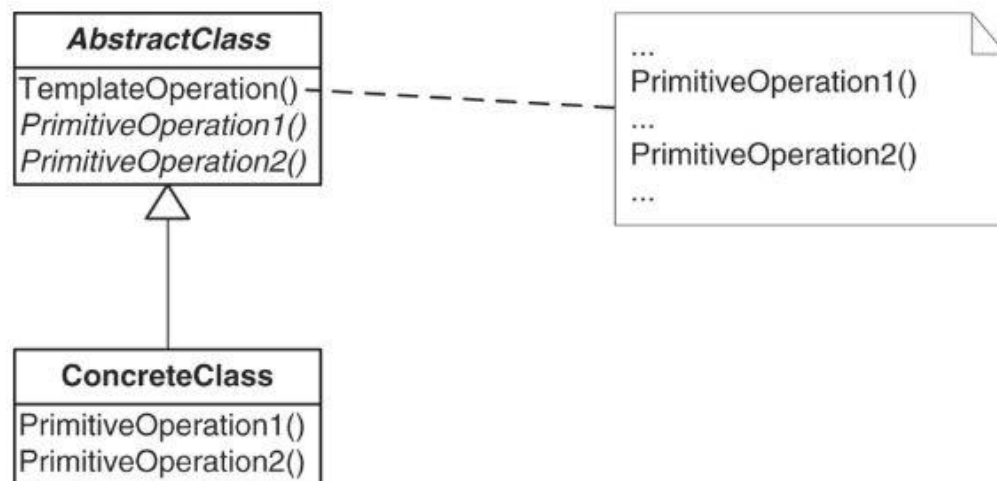 AbstractClass
TemplateOperation()
PrimitiveOperation1()
PrimitiveOperation2()
...
PrimitiveOperation1()
...
PrimitiveOperation2()
...
ConcreteClass
PrimitiveOperation1()
PrimitiveOperation2()